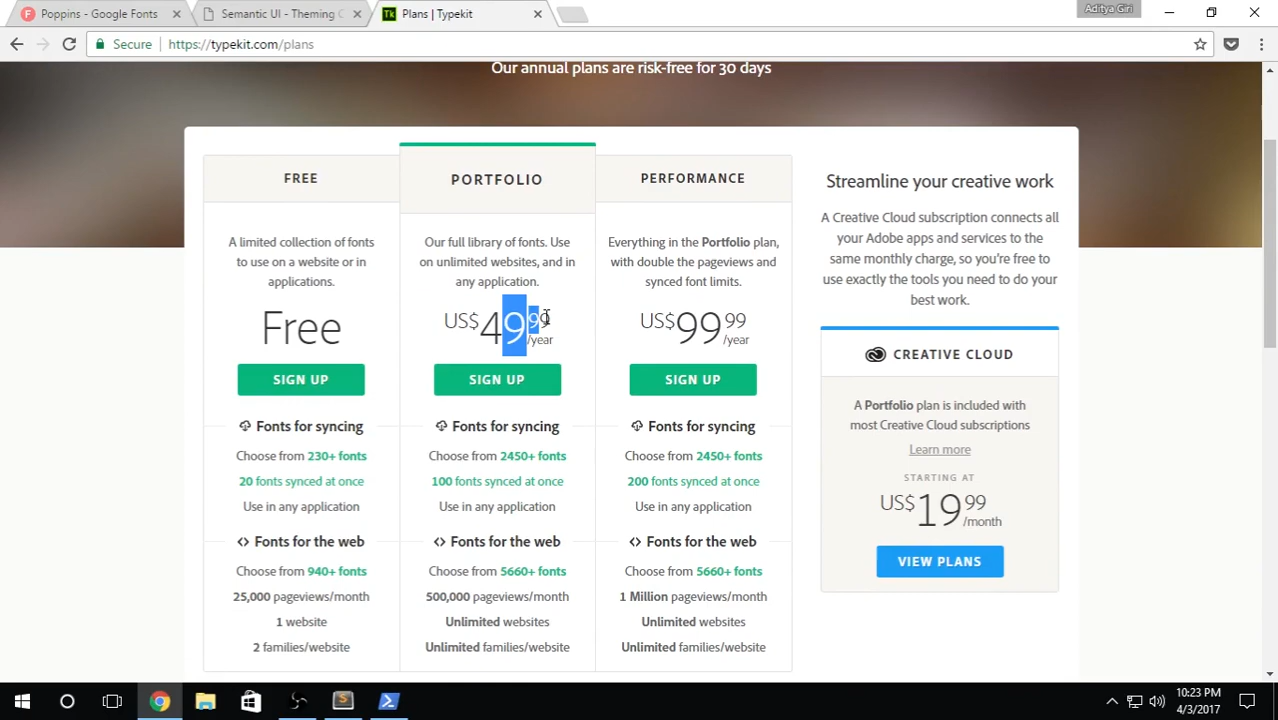 Poppins - Google Fonts
Semantic UI - Theming C
Tk Plans | Typekit
Aditya Giri
Secure https://typekit.com/plans
Our annual plans are risk-free for 30 days
FREE
A limited collection of fonts
to use on a website or in
applications.
Free
SIGN UP
Fonts for syncing
Choose from 230+ fonts
20 fonts synced at once
Use in any application
Fonts for the web
Choose from 940+ fonts
25,000 pageviews/month
1 website
2 families/website
PORTFOLIO
Our full library of fonts. Use
on unlimited websites, and in
any application.
US$4999
/year
SIGN UP
Fonts for syncing
Choose from 2450+ fonts
100 fonts synced at once
Use in any application
Fonts for the web
Choose from 5660+ fonts
500,000 pageviews/month
Unlimited websites
Unlimited families/website
PERFORMANCE
Everything in the Portfolio plan,
with double the pageviews and
synced font limits.
US$9999
/year
SIGN UP
Fonts for syncing
Choose from 2450+ fonts
200 fonts synced at once
Use in any application
Fonts for the web
Choose from 5660+ fonts
1 Million pageviews/month
Unlimited websites
Unlimited families/website
Streamline your creative work
A Creative Cloud subscription connects all
your Adobe apps and services to the
same monthly charge, so you're free to
use exactly the tools you need to do your
best work.
CREATIVE CLOUD
A Portfolio plan is included with
most Creative Cloud subscriptions
Learn more
STARTING AT
US$1999
/month
VIEW PLANS
10:23 PM
4/3/2017